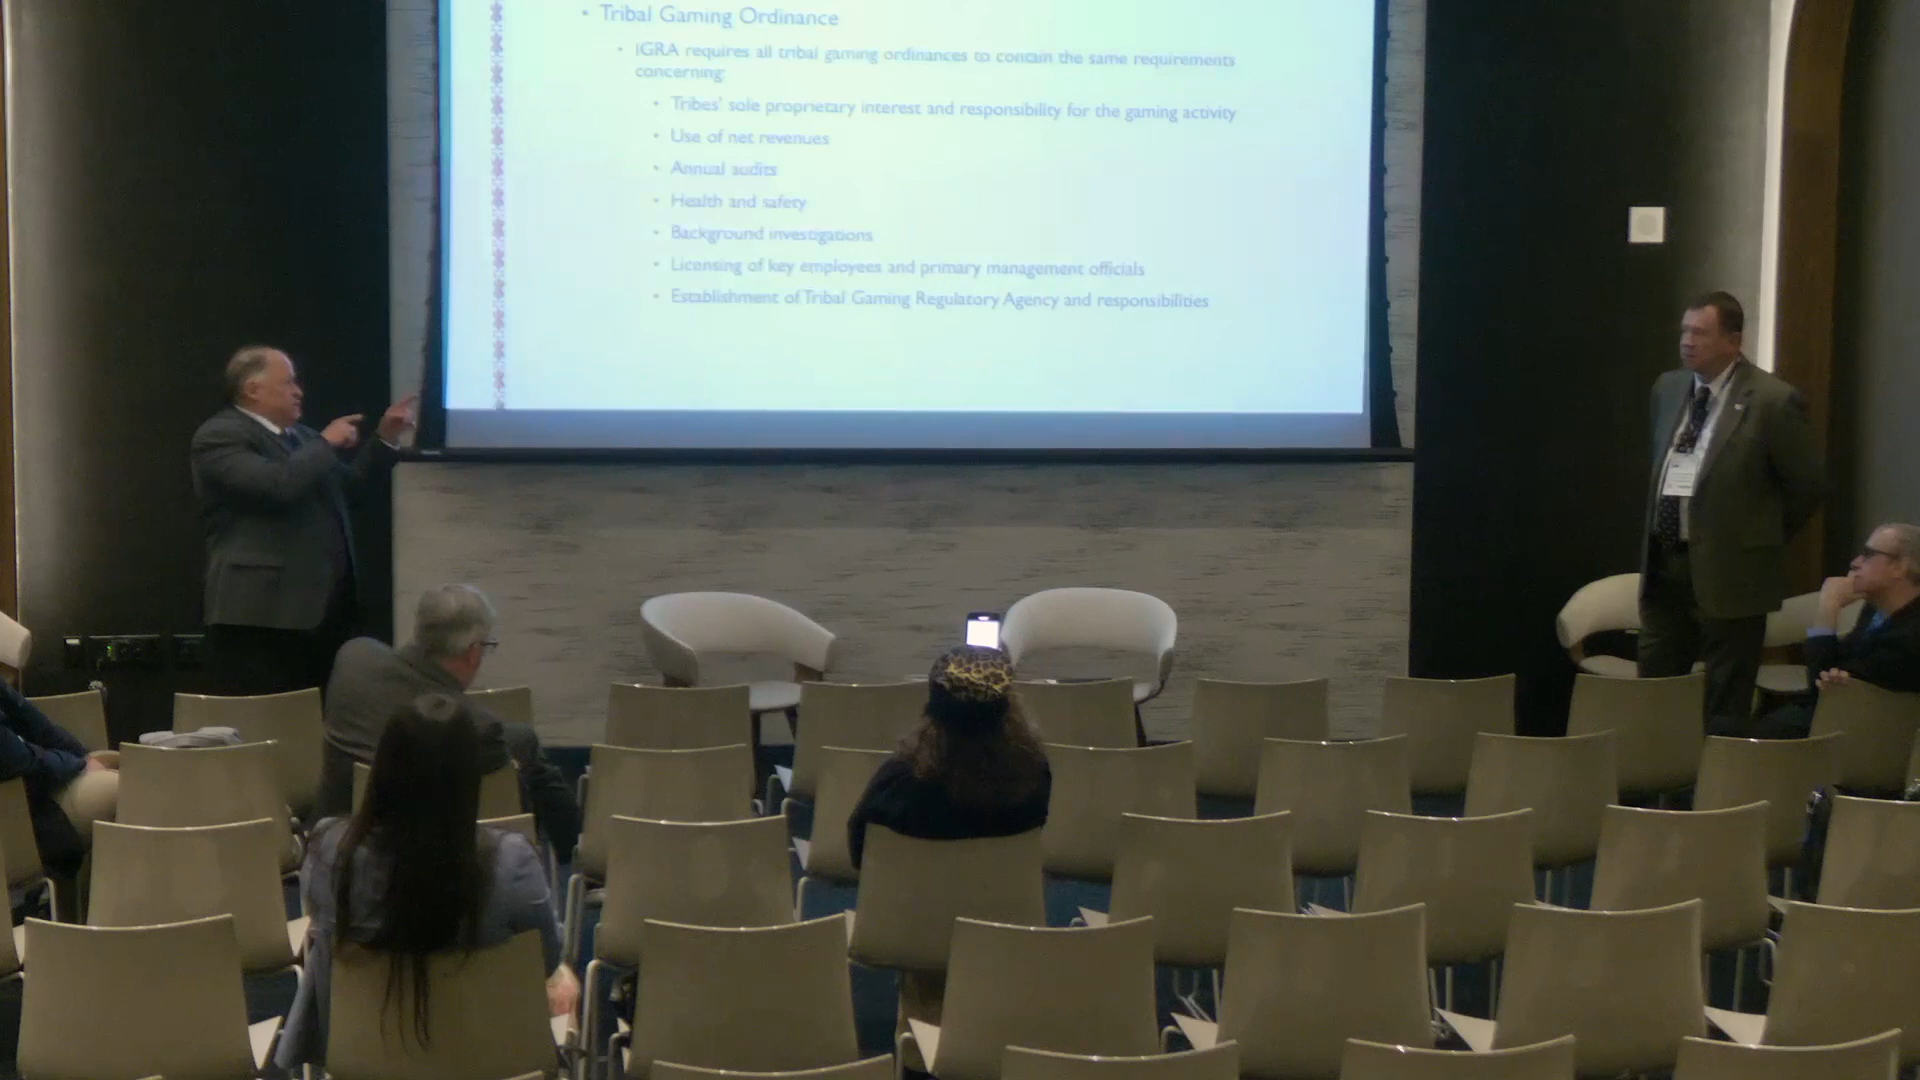 • Tribal Gaming Ordinance
• IGRA requires all tribal gaming ordinances to contain the same requirements
concerning:
• Tribes' sole proprietary interest and responsibility for the gaming activity
• Use of net revenues
• Annual audits
• Health and safety
• Background investigations
• Licensing of key employees and primary management officials
• Establishment of Tribal Gaming Regulatory Agency and responsibilities